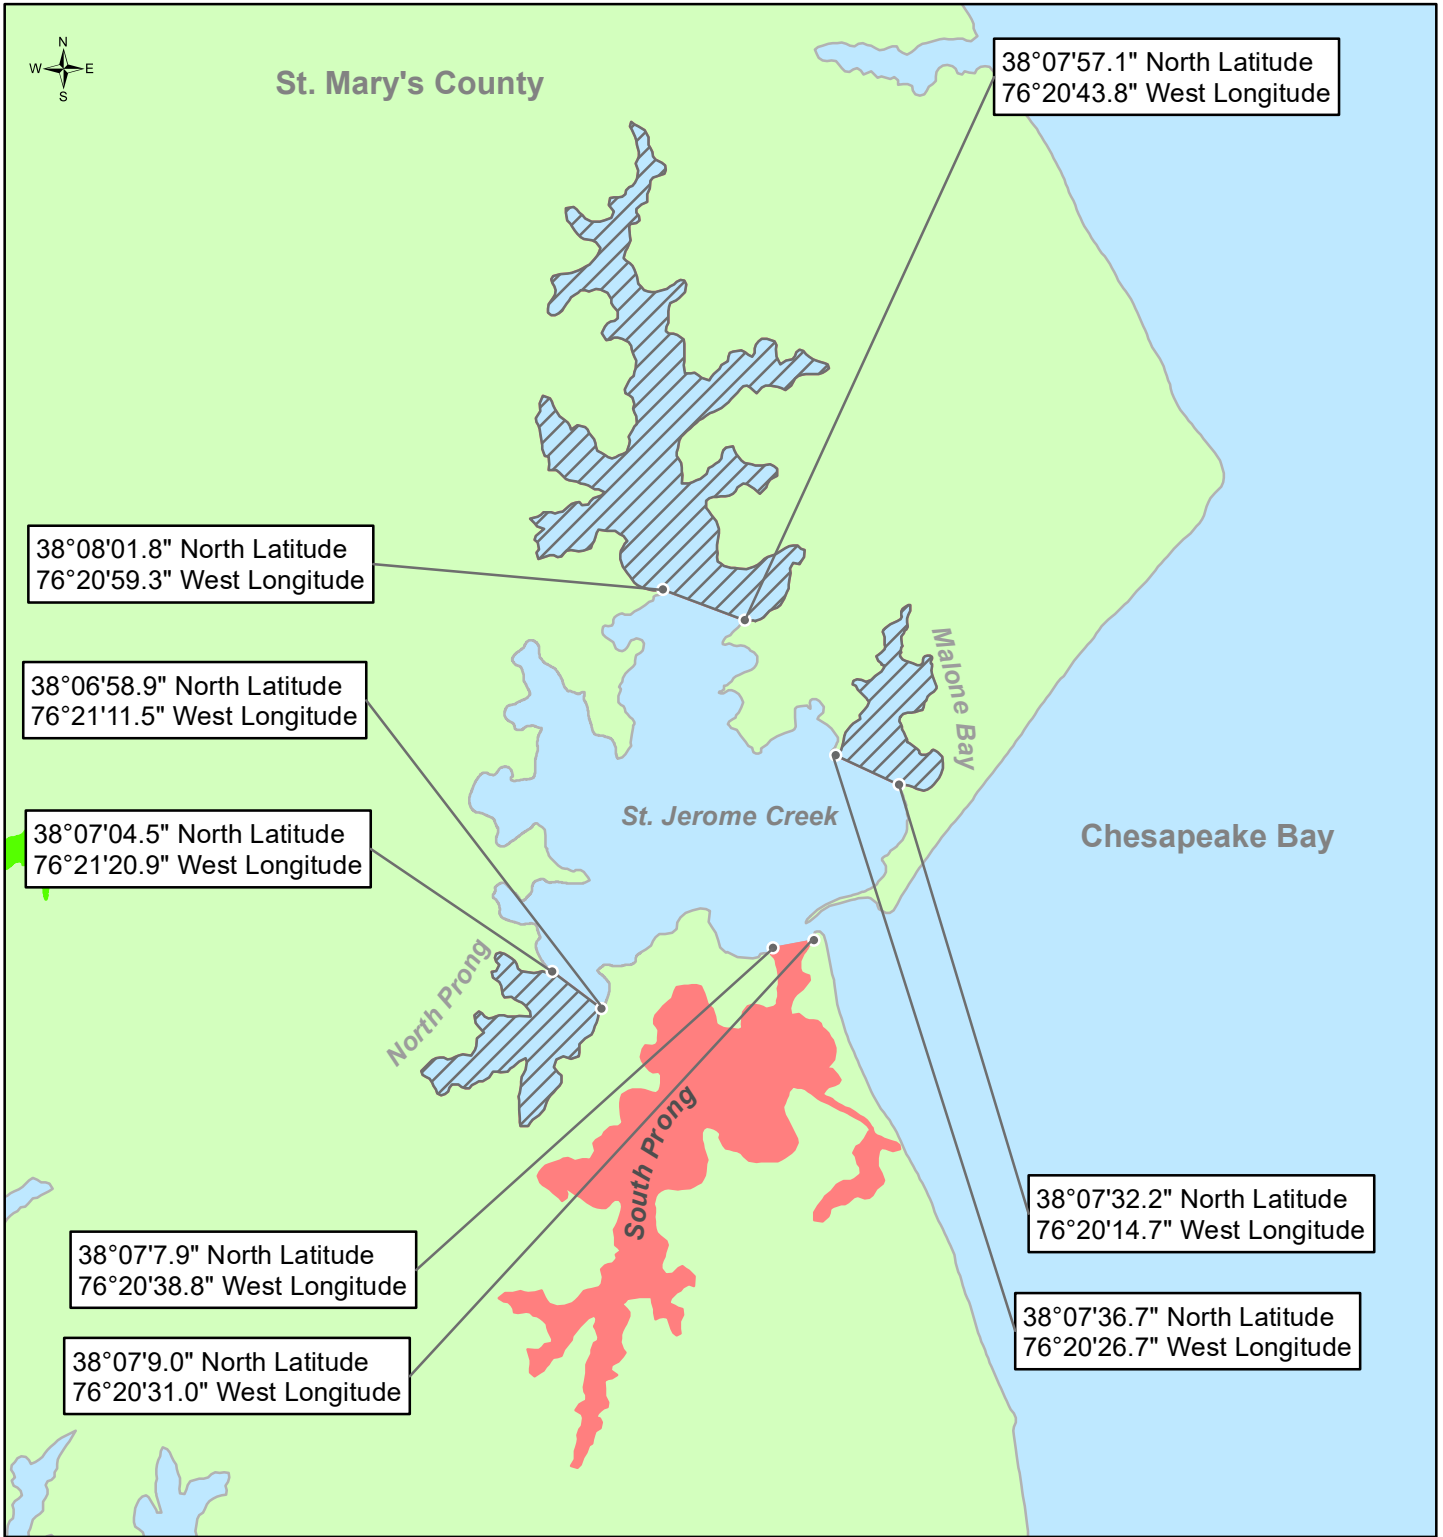 N
W E
S
St. Mary's County
38°07'57.1" North Latitude
76°20'43.8" West Longitude
38°08'01.8" North Latitude
76°20'59.3" West Longitude
38°06'58.9" North Latitude
76°21'11.5" West Longitude
Malone Bay
St. Jerome Creek
Chesapeake Bay
38°07'04.5" North Latitude
76°21'20.9" West Longitude
North Prong
South Prong
38°07'32.2" North Latitude
76°20'14.7" West Longitude
38°07'7.9" North Latitude
76°20'38.8" West Longitude
38°07'36.7" North Latitude
76°20'26.7" West Longitude
38°07'9.0" North Latitude
76°20'31.0" West Longitude